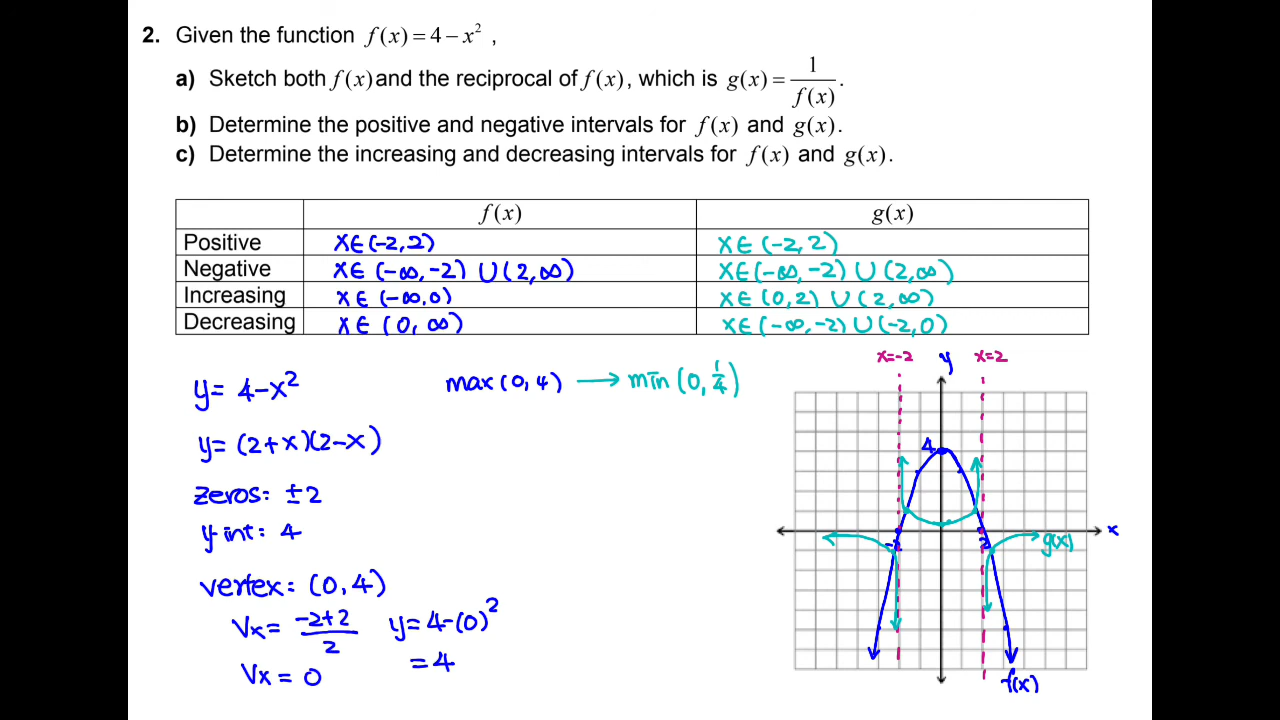 2. Given the function f(x) = 4 − x² ,
a) Sketch both f(x) and the reciprocal of f(x), which is g(x) = 1/f(x).
b) Determine the positive and negative intervals for f(x) and g(x).
c) Determine the increasing and decreasing intervals for f(x) and g(x).
f(x) g(x)
Positive x∈(-2,2) x∈(-2,2)
Negative x∈(-∞,-2)∪(2,∞) x∈(-∞,-2)∪(2,∞)
Increasing x∈(-∞,0) x∈(0,2)∪(2,∞)
Decreasing x∈(0,∞) x∈(-∞,-2)∪(-2,0)
y = 4-x²
max (0,4) → min (0,1/4)
y = (2+x)(2-x)
zeros: ±2
y int: 4
vertex: (0,4)
Vx = (-2+2)/2 y = 4-(0)²
= 4
Vx = 0
x=-2 y x=2
4
x
-2 2 g(x)
f(x)